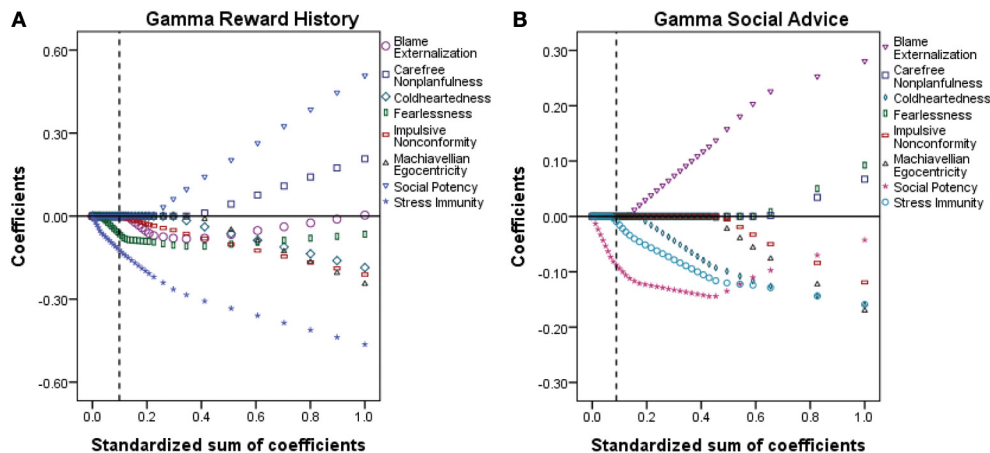 A
Gamma Reward History
0.60
0.30
0.00
-0.30
-0.60
Coefficients
0.0
0.2
0.4
0.6
0.8
1.0
Standardized sum of coefficients
Blame
Externalization
Carefree
Nonplanfulness
Coldheartedness
Fearlessness
Impulsive
Nonconformity
Machiavellian
Egocentricity
Social Potency
Stress Immunity
B
Gamma Social Advice
0.30
0.20
0.10
0.00
-0.10
-0.20
-0.30
Coefficients
0.0
0.2
0.4
0.6
0.8
1.0
Standardized sum of coefficients
Blame
Externalization
Carefree
Nonplanfulness
Coldheartedness
Fearlessness
Impulsive
Nonconformity
Machiavellian
Egocentricity
Social Potency
Stress Immunity